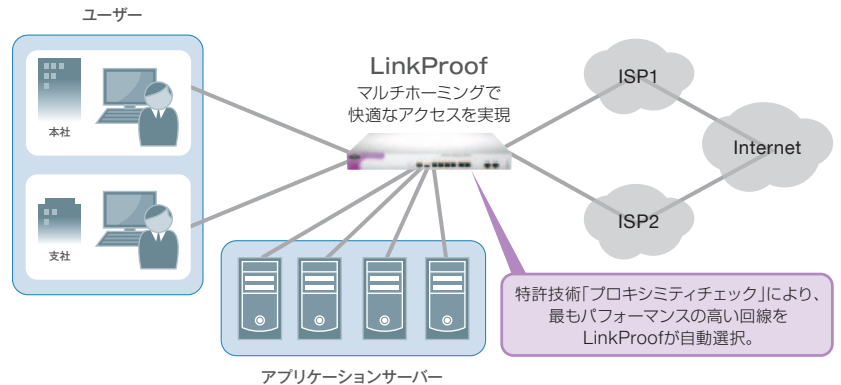 ユーザー
本社
支社
LinkProof
マルチホーミングで
快適なアクセスを実現
ISP1
Internet
ISP2
特許技術「プロキシミティチェック」により、
最もパフォーマンスの高い回線を
LinkProofが自動選択。
アプリケーションサーバー